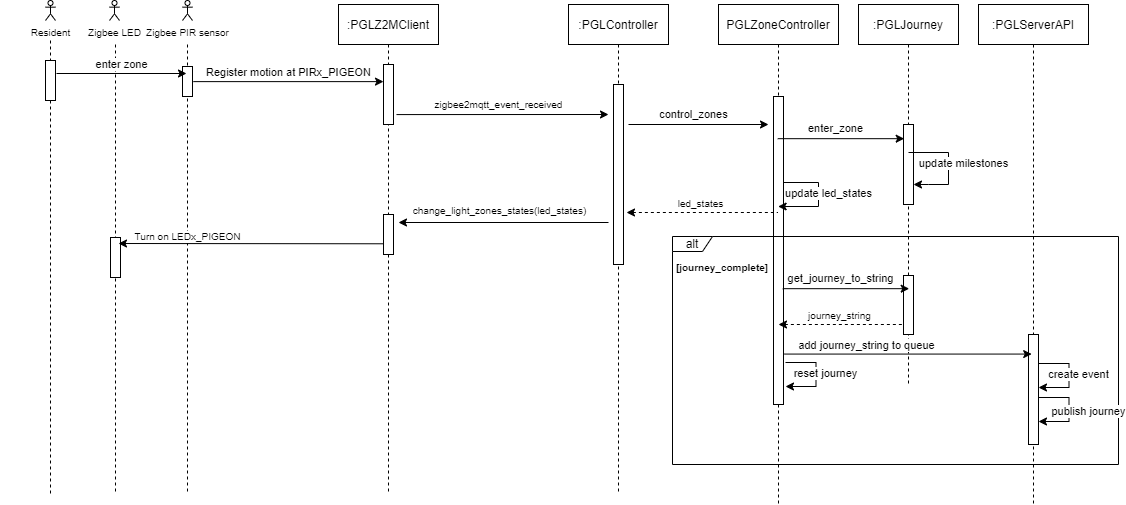 Resident
Zigbee LED
Zigbee PIR sensor
:PGLZ2MClient
:PGLController
PGLZoneController
:PGLJourney
:PGLServerAPI
enter zone
Register motion at PIRx_PIGEON
zigbee2mqtt_event_received
control_zones
enter_zone
update milestones
update led_states
led_states
change_light_zones_states(led_states)
Turn on LEDx_PIGEON
alt
[journey_complete]
get_journey_to_string
journey_string
add journey_string to queue
reset journey
create event
publish journey